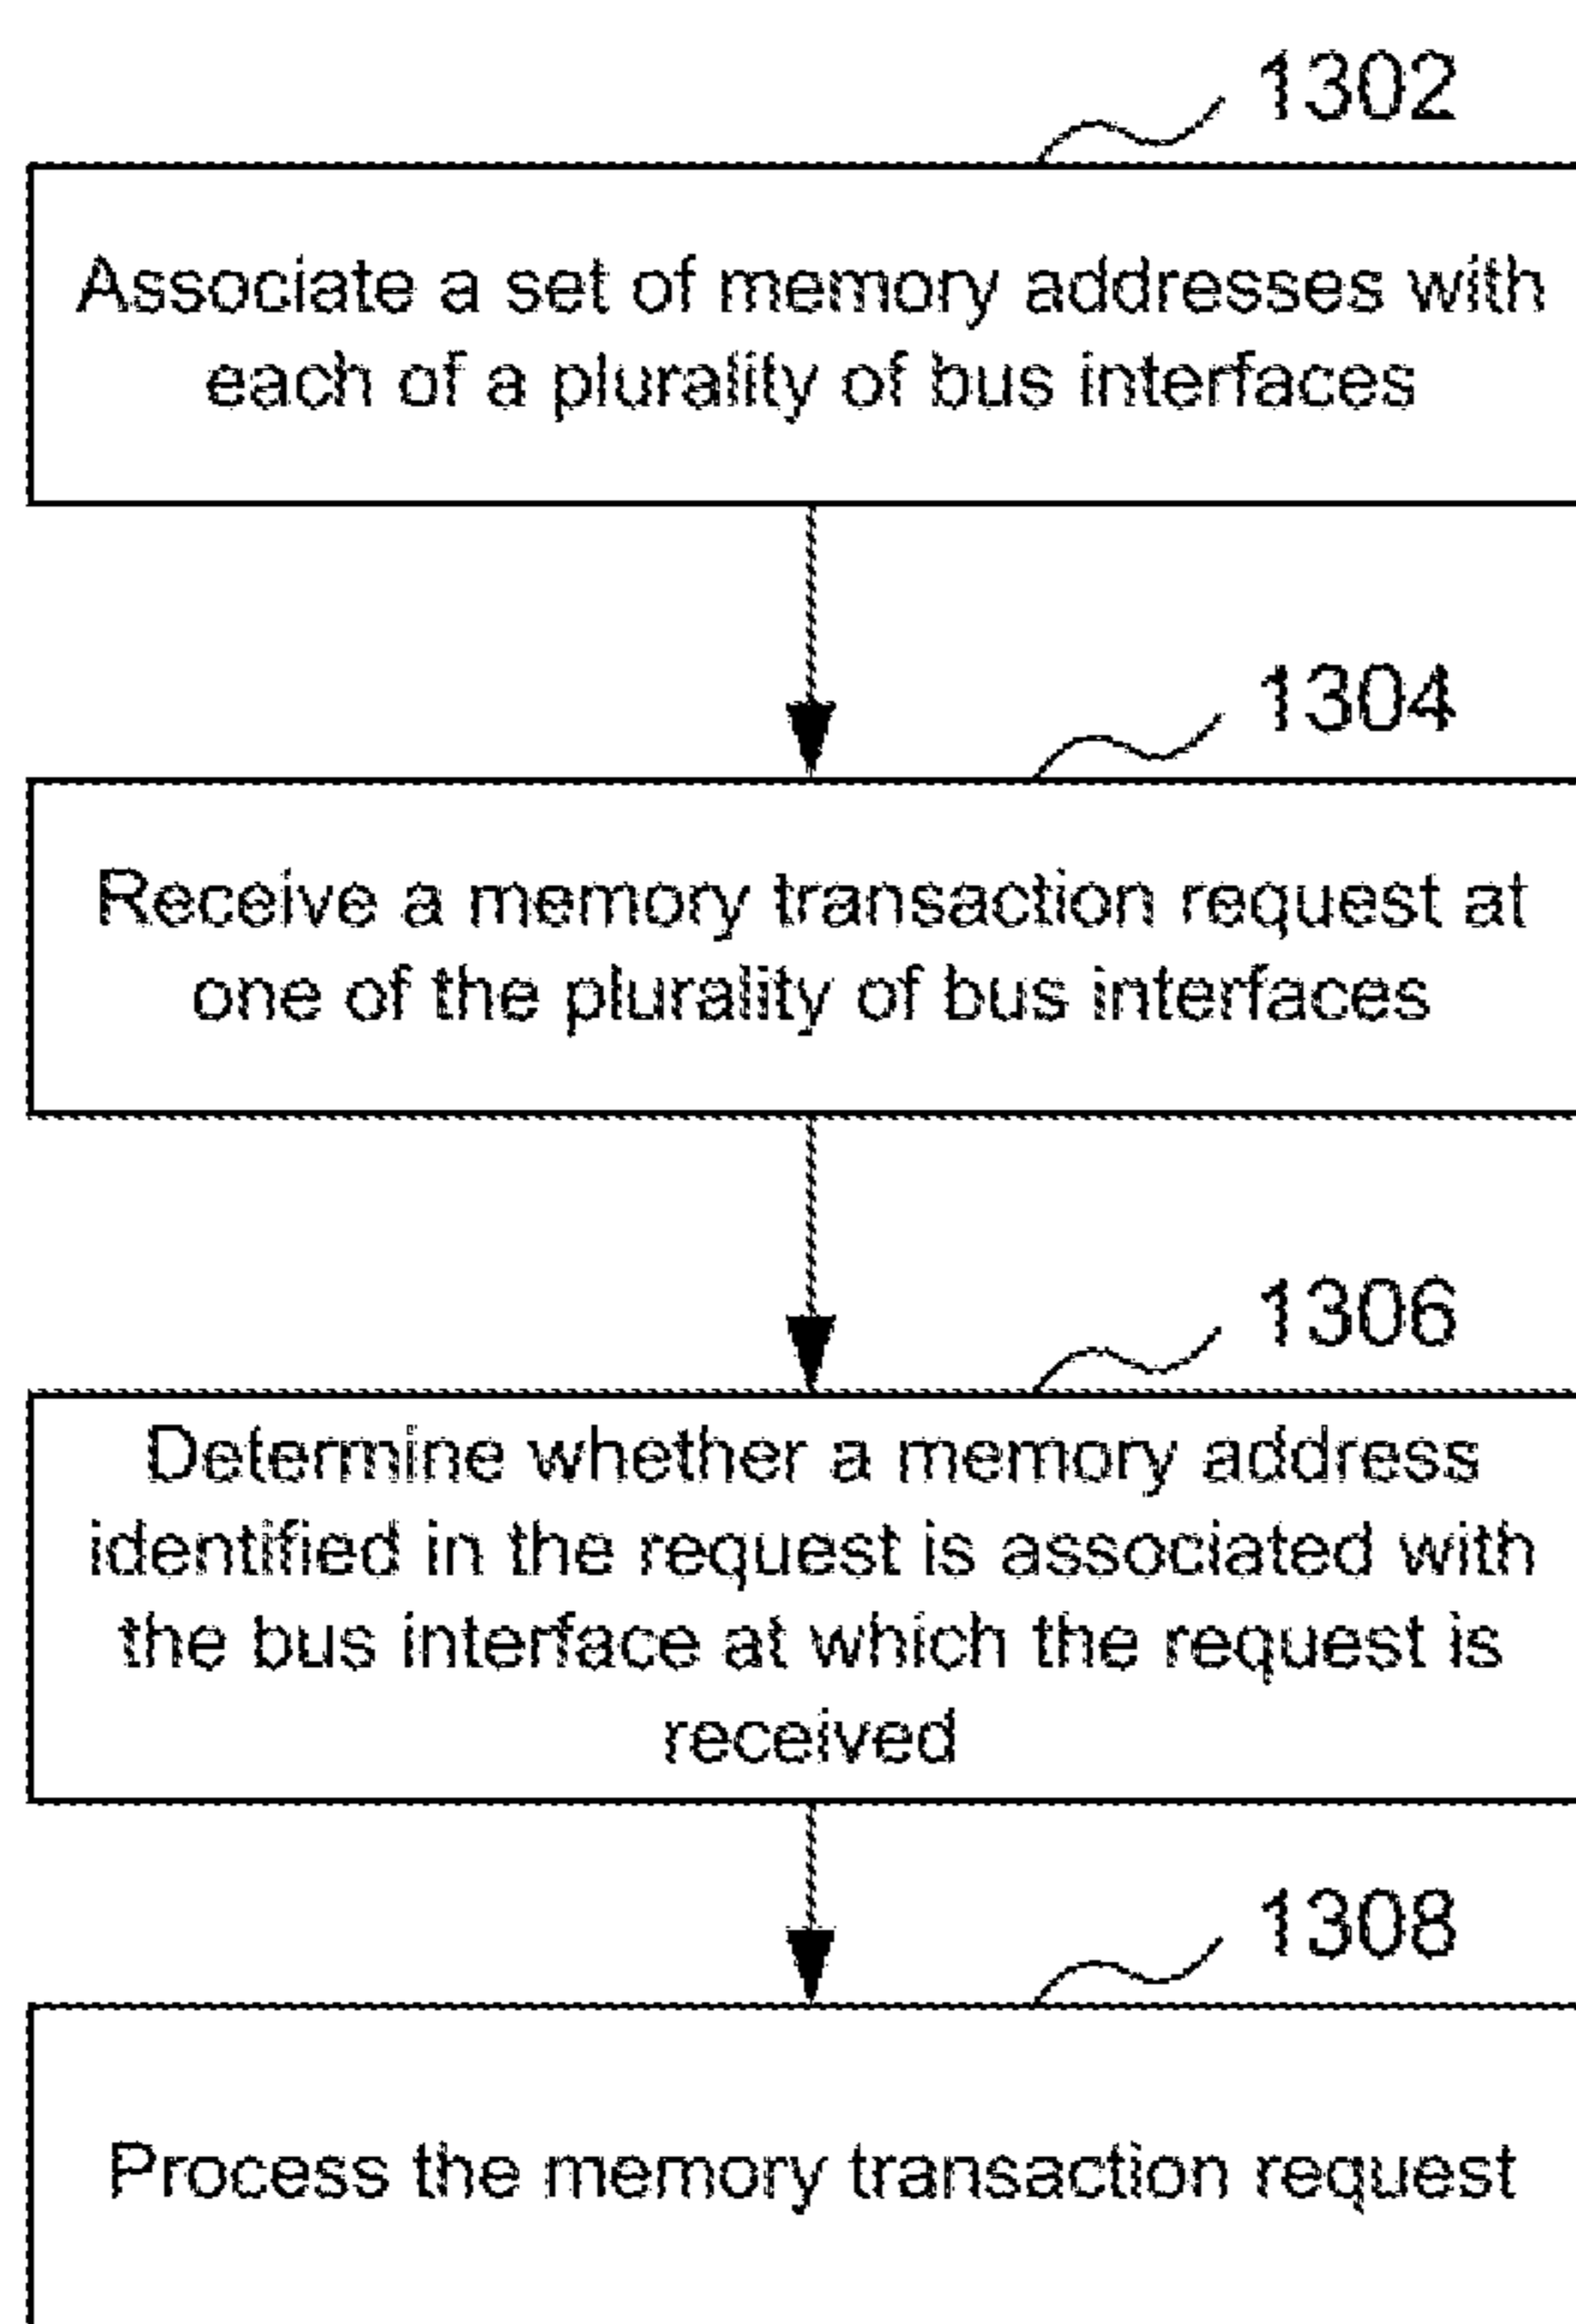 1302
Associate a set of memory addresses with
each of a plurality of bus interfaces
1304
Receive a memory transaction request at
one of the plurality of bus interfaces
1306
Determine whether a memory address
identified in the request is associated with
the bus interface at which the request is
received
1308
Process the memory transaction request